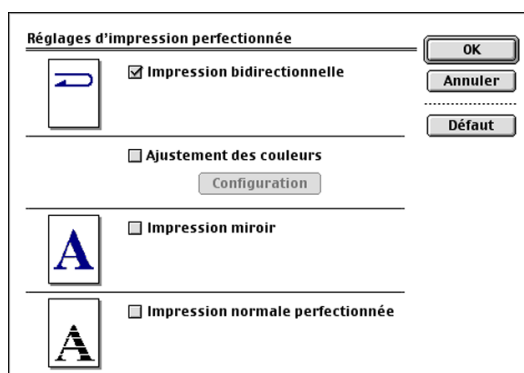 Réglages d'impression perfectionnée
OK
Impression bidirectionnelle
Annuler
Défaut
Ajustement des couleurs
Configuration
A
Impression miroir
A
Impression normale perfectionnée